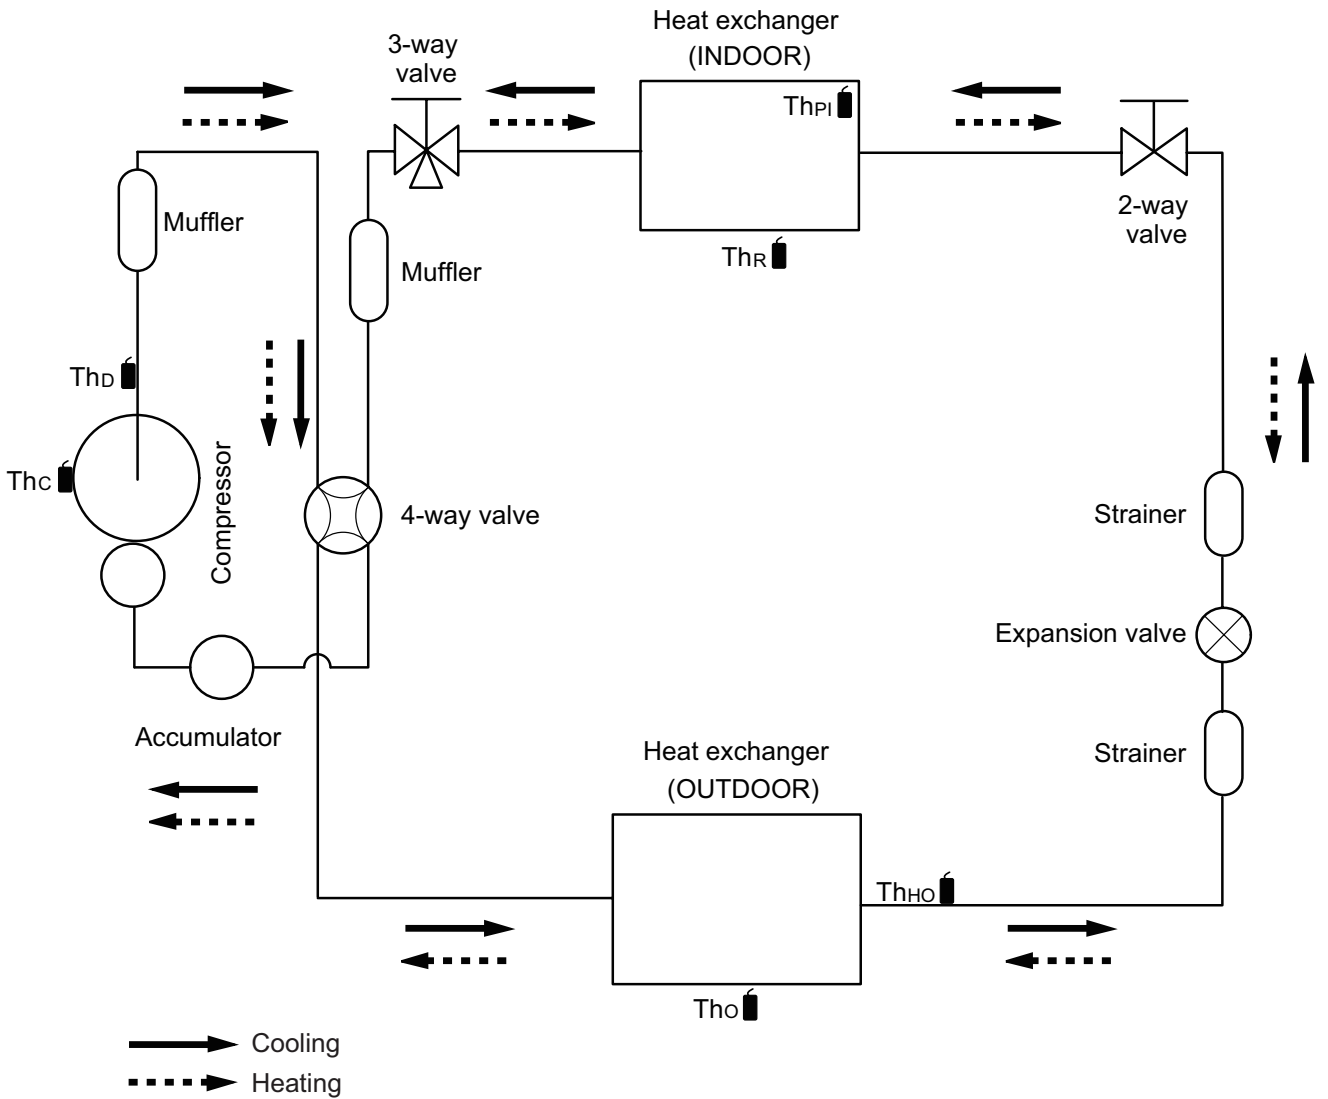 Heat exchanger
(INDOOR)
3-way
valve
ThPI
Muffler
2-way
valve
ThR
Muffler
ThD
ThC
Compressor
4-way valve
Strainer
Expansion valve
Accumulator
Heat exchanger
(OUTDOOR)
Strainer
ThHO
ThO
Cooling
Heating